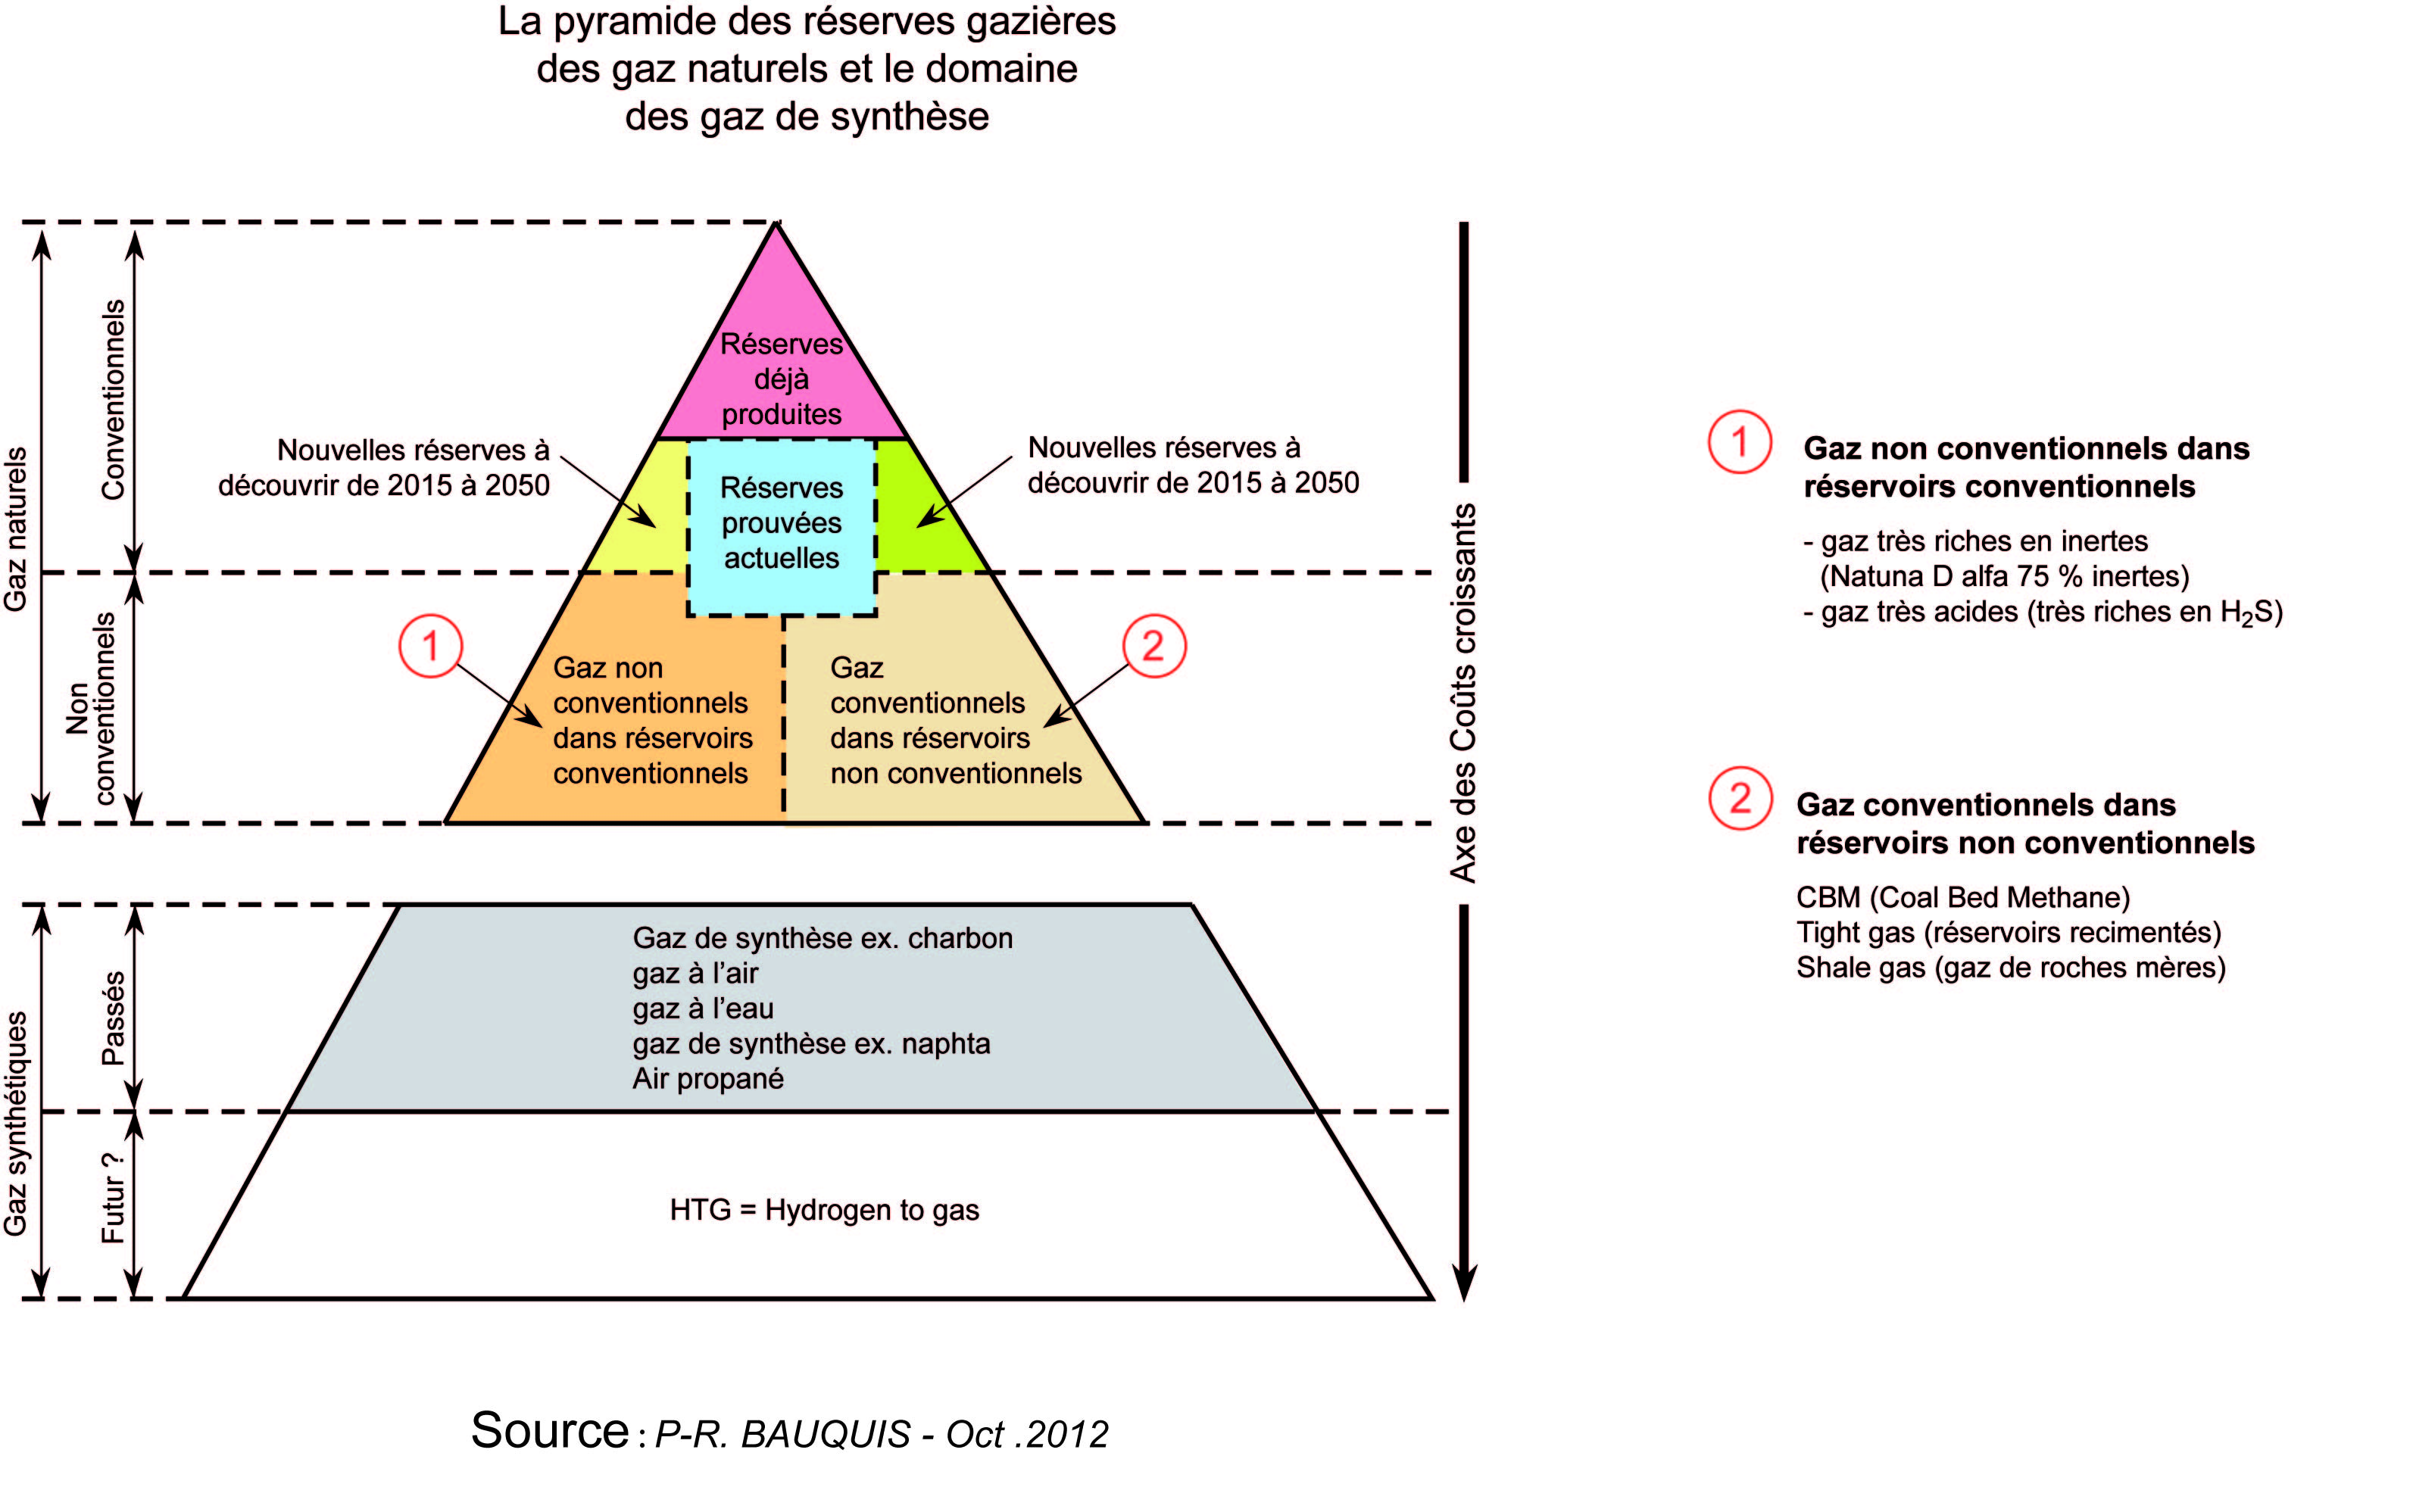 La pyramide des réserves gazières
des gaz naturels et le domaine
des gaz de synthèse
Gaz naturels
Conventionnels
Non
conventionnels
Réserves
déjà
produites
Nouvelles réserves à
découvrir de 2015 à 2050
Réserves
prouvées
actuelles
Nouvelles réserves à
découvrir de 2015 à 2050
1
Gaz non
conventionnels
dans réservoirs
conventionnels
2
Gaz
conventionnels
dans réservoirs
non conventionnels
Gaz synthétiques
Passés
Futur ?
Gaz de synthèse ex. charbon
gaz à l'air
gaz à l'eau
gaz de synthèse ex. naphta
Air propané
HTG = Hydrogen to gas
Axe des Coûts croissants
1
Gaz non conventionnels dans
réservoirs conventionnels
- gaz très riches en inertes
(Natuna D alfa 75 % inertes)
- gaz très acides (très riches en H₂S)
2
Gaz conventionnels dans
réservoirs non conventionnels
CBM (Coal Bed Methane)
Tight gas (réservoirs recimentés)
Shale gas (gaz de roches mères)
Source : P-R. BAUQUIS - Oct .2012